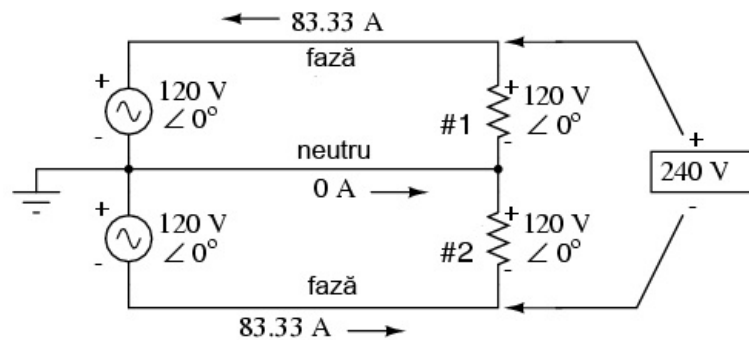 83.33 A
fază
+ 120 V
- ∠ 0°
#1
+ 120 V
- ∠ 0°
+
240 V
-
neutru
0 A
+ 120 V
- ∠ 0°
#2
+ 120 V
- ∠ 0°
fază
83.33 A